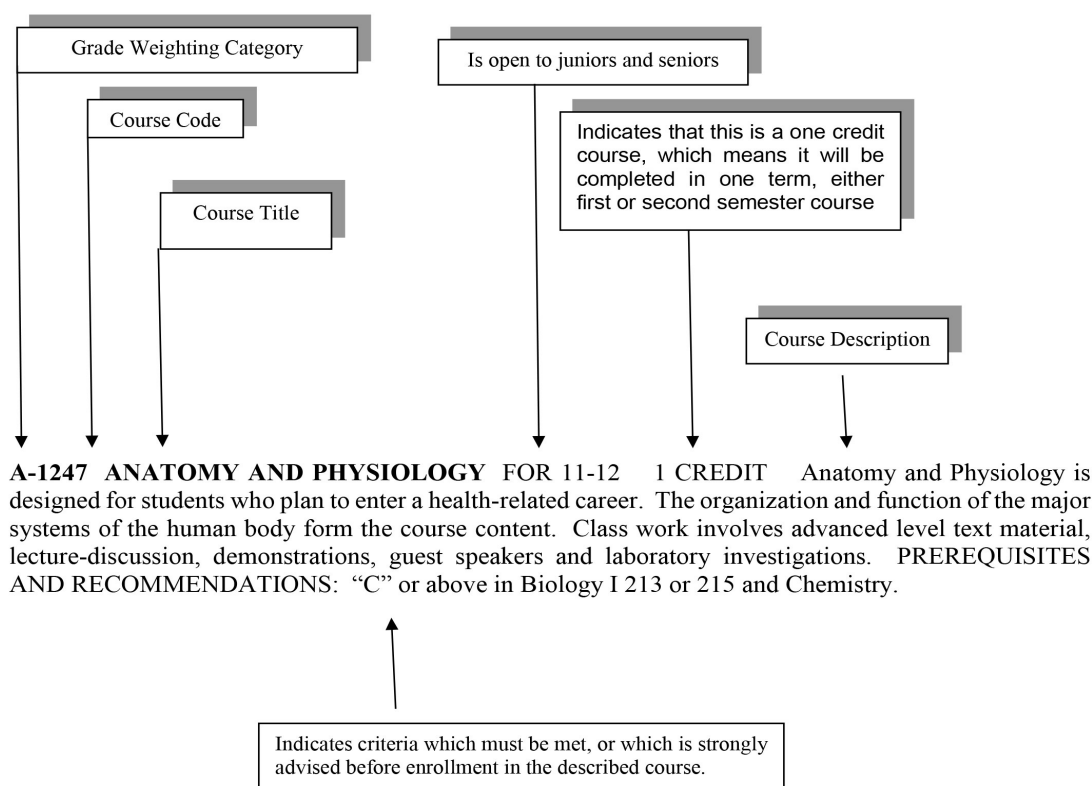 Grade Weighting Category
Is open to juniors and seniors
Course Code
Indicates that this is a one credit
course, which means it will be
completed in one term, either
first or second semester course
Course Title
Course Description
A-1247 ANATOMY AND PHYSIOLOGY FOR 11-12 1 CREDIT Anatomy and Physiology is
designed for students who plan to enter a health-related career. The organization and function of the major
systems of the human body form the course content. Class work involves advanced level text material,
lecture-discussion, demonstrations, guest speakers and laboratory investigations. PREREQUISITES
AND RECOMMENDATIONS: “C” or above in Biology I 213 or 215 and Chemistry.
Indicates criteria which must be met, or which is strongly
advised before enrollment in the described course.